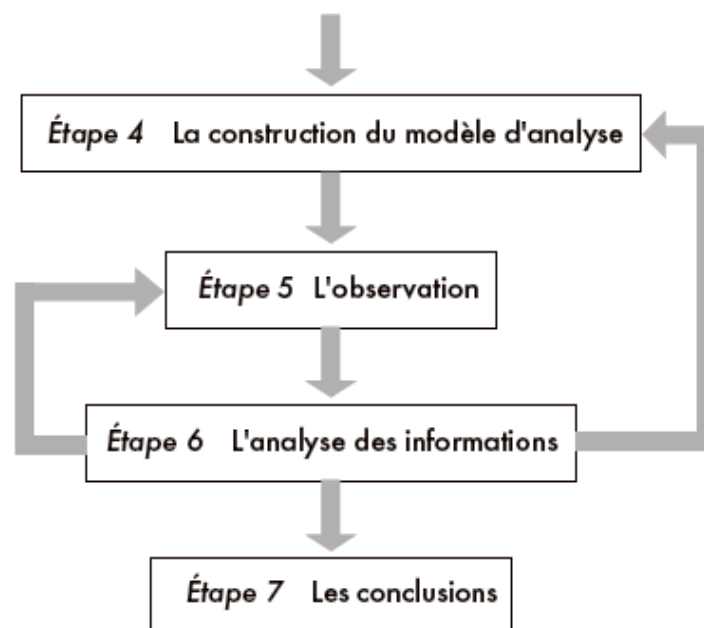 Étape 4 La construction du modèle d'analyse
Étape 5 L'observation
Étape 6 L'analyse des informations
Étape 7 Les conclusions